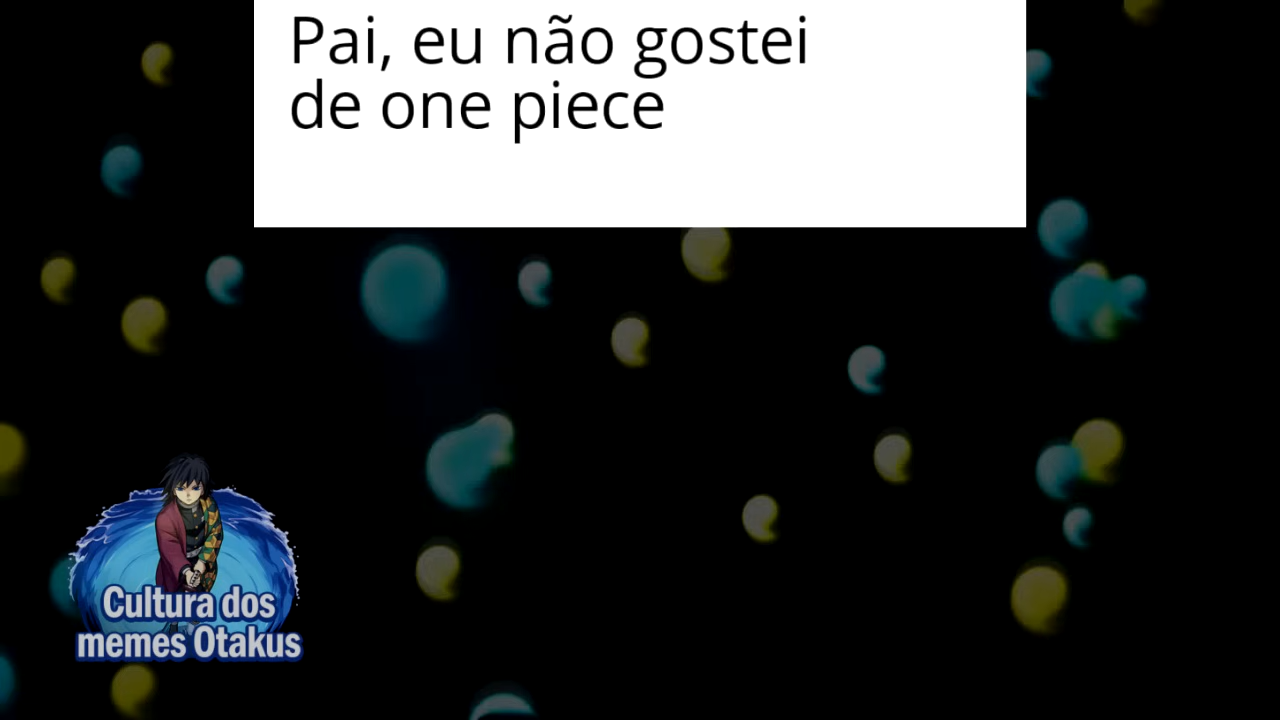 Pai, eu não gostei
de one piece
Cultura dos
memes Otakus